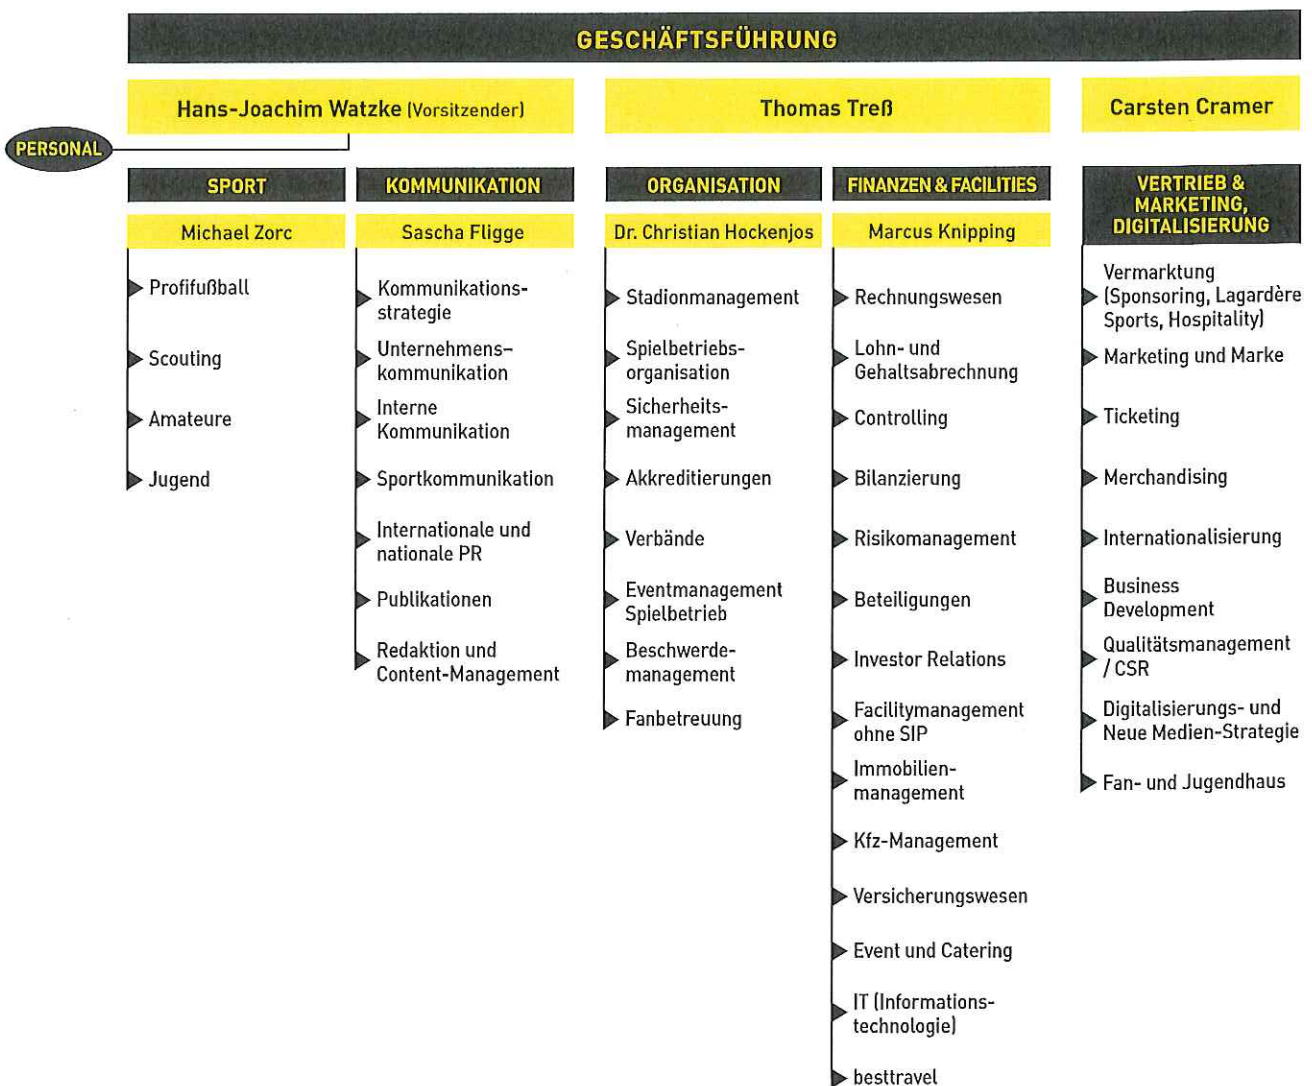 GESCHÄFTSFÜHRUNG
Hans-Joachim Watzke (Vorsitzender)
Thomas Treß
Carsten Cramer
PERSONAL
SPORT
Michael Zorc
Profifußball
Scouting
Amateure
Jugend
KOMMUNIKATION
Sascha Fligge
Kommunikations-
strategie
Unternehmens–
kommunikation
Interne
Kommunikation
Sportkommunikation
Internationale und
nationale PR
Publikationen
Redaktion und
Content-Management
ORGANISATION
Dr. Christian Hockenjos
Stadionmanagement
Spielbetriebs-
organisation
Sicherheits-
management
Akkreditierungen
Verbände
Eventmanagement
Spielbetrieb
Beschwerde-
management
Fanbetreuung
FINANZEN & FACILITIES
Marcus Knipping
Rechnungswesen
Lohn- und
Gehaltsabrechnung
Controlling
Bilanzierung
Risikomanagement
Beteiligungen
Investor Relations
Facilitymanagement
ohne SIP
Immobilien-
management
Kfz-Management
Versicherungswesen
Event und Catering
IT (Informations-
technologie)
besttravel
VERTRIEB &
MARKETING,
DIGITALISIERUNG
Vermarktung
(Sponsoring, Lagardère
Sports, Hospitality)
Marketing und Marke
Ticketing
Merchandising
Internationalisierung
Business
Development
Qualitätsmanagement
/ CSR
Digitalisierungs- und
Neue Medien-Strategie
Fan- und Jugendhaus